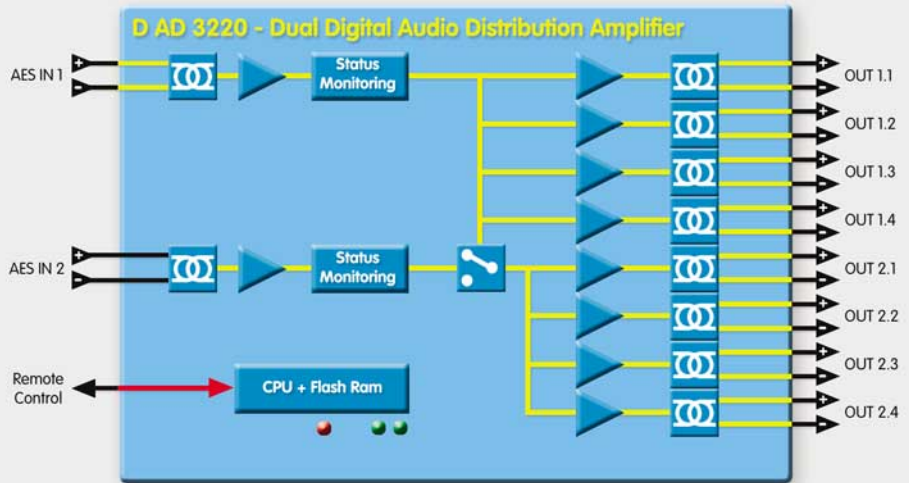 D AD 3220 - Dual Digital Audio Distribution Amplifier
AES IN 1
+
-
Status
Monitoring
+
-
OUT 1.1
+
-
OUT 1.2
+
-
OUT 1.3
+
-
OUT 1.4
AES IN 2
+
-
Status
Monitoring
+
-
OUT 2.1
+
-
OUT 2.2
+
-
OUT 2.3
+
-
OUT 2.4
Remote
Control
CPU + Flash Ram